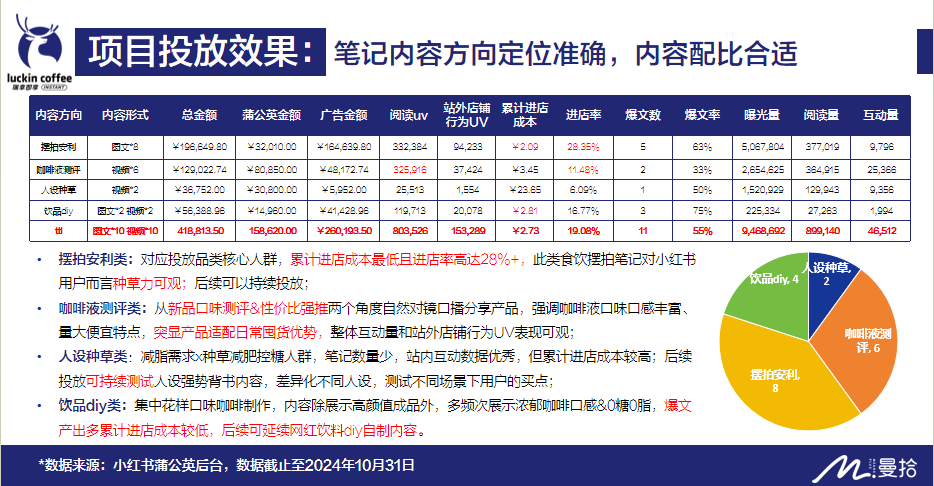 luckin coffee
瑞幸即享 INSTANT
项目投放效果：笔记内容方向定位准确，内容配比合适
内容方向 内容形式 总金额 蒲公英金额 广告金额 阅读uv 站外店铺行为UV 累计进店成本 进店率 爆文数 爆文率 曝光量 阅读量 互动量
摆拍安利 图文*8 ￥196,649.80 ￥32,010.00 ￥164,639.80 332,384 94,233 ￥2.09 28.35% 5 63% 5,067,804 377,019 9,796
咖啡液测评 视频*6 ￥129,022.74 ￥80,850.00 ￥48,172.74 325,916 37,424 ￥3.45 11.48% 2 33% 2,654,625 364,915 25,366
人设种草 视频*2 ￥36,752.00 ￥30,800.00 ￥5,952.00 25,513 1,554 ￥23.65 6.09% 1 50% 1,520,929 129,943 9,356
饮品diy 图文*2 视频*2 ￥56,388.96 ￥14,960.00 ￥41,428.96 119,713 20,078 ￥2.81 16.77% 3 75% 225,334 27,263 1,994
ttl 图文*10 视频*10 418,813.50 158,620.00 ￥260,193.50 803,526 153,289 ￥2.73 19.08% 11 55% 9,468,692 899,140 46,512
• 摆拍安利类：对应投放品类核心人群，累计进店成本最低且进店率高达28%+，此类食饮摆拍笔记对小红书
用户而言种草力可观；后续可以持续投放；
• 咖啡液测评类：从新品口味测评&性价比强推两个角度自然对镜口播分享产品，强调咖啡液口味口感丰富、
量大便宜特点，突显产品适配日常囤货优势，整体互动量和站外店铺行为UV表现可观；
• 人设种草类：减脂需求×种草减肥控糖人群，笔记数量少，站内互动数据优秀，但累计进店成本较高；后续
投放可持续测试人设强势背书内容，差异化不同人设，测试不同场景下用户的买点；
• 饮品diy类：集中花样口味咖啡制作，内容除展示高颜值成品外，多频次展示浓郁咖啡口感&0糖0脂，爆文
产出多累计进店成本较低，后续可延续网红饮料diy自制内容。
饮品diy, 4
人设种草, 2
咖啡液测评, 6
摆拍安利, 8
*数据来源：小红书蒲公英后台，数据截止至2024年10月31日
曼拾